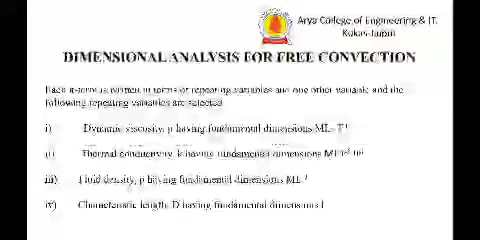 Arya College of Engineering & I.T.
Kukas-Jaipur
DIMENSIONAL ANALYSIS FOR FREE CONVECTION
Each π-term is written in terms of repeating variables and one other variable and the
following repeating variables are selected
i) Dynamic viscosity, μ having fundamental dimensions
ii) Thermal conductivity, k having fundamental dimensions
iii) Fluid density, ρ having fundamental dimensions
iv) Characteristic length, D having fundamental dimensions